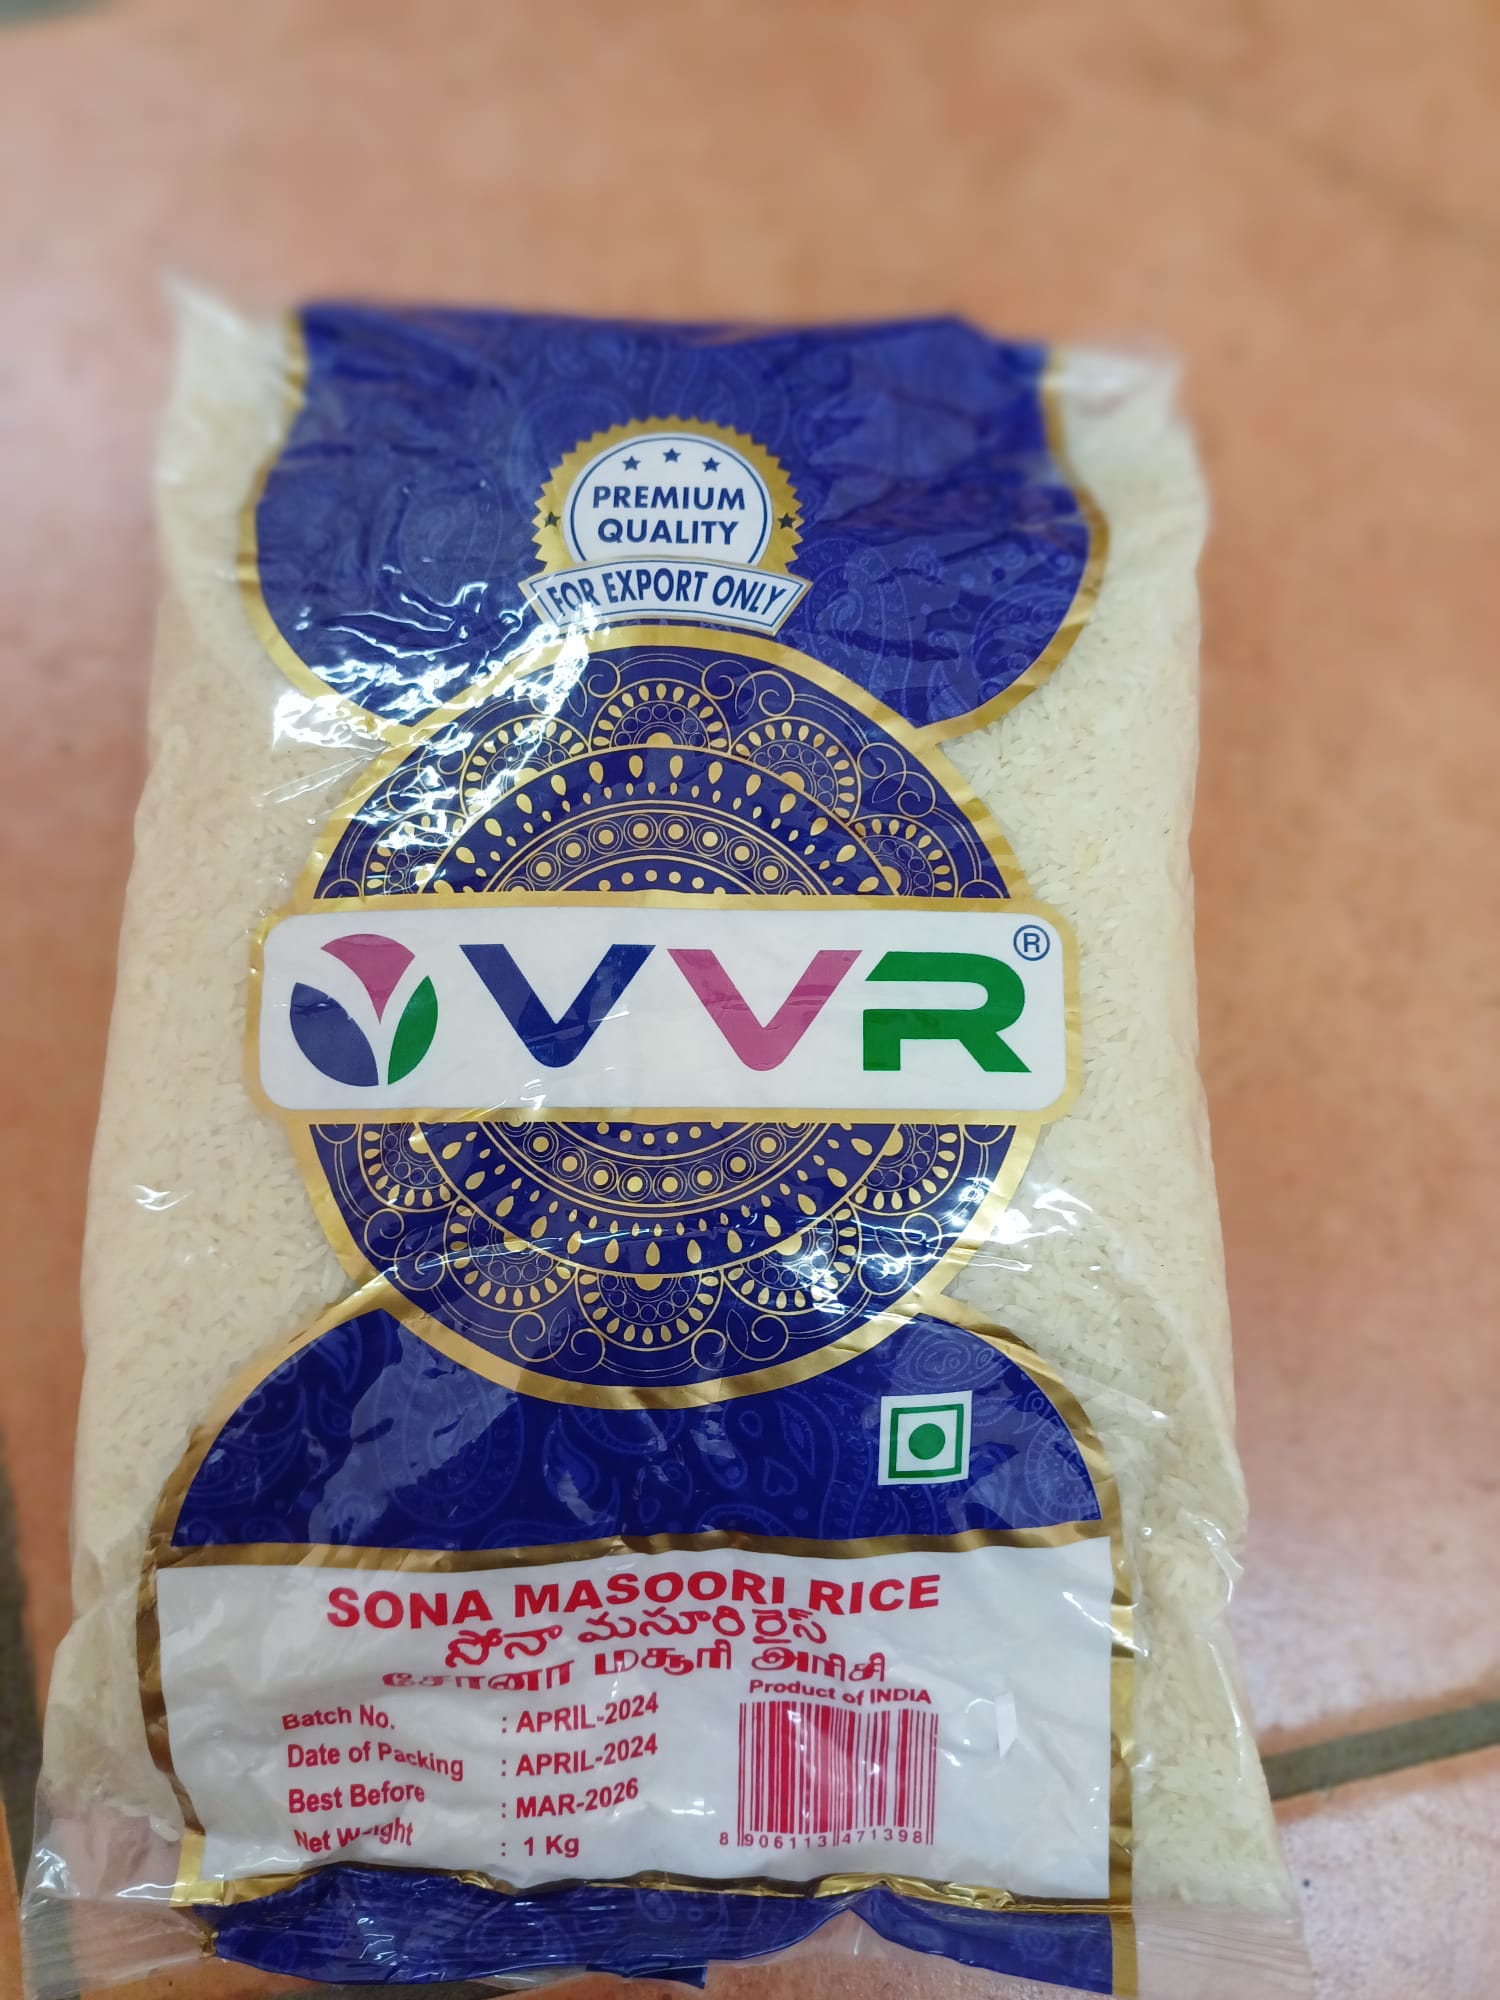 PREMIUM
QUALITY
FOR EXPORT ONLY
VVR®
SONA MASOORI RICE
సోనా మసూరి రైస్
சோனா மசூரி அரிசி
Product of INDIA
Batch No. : APRIL-2024
Date of Packing : APRIL-2024
Best Before : MAR-2026
Net Weight : 1 Kg
8 906113 471398